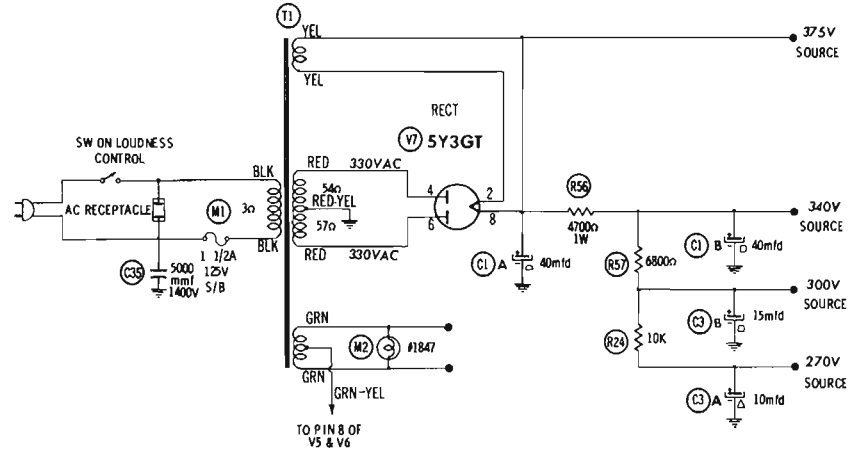 T1
YEL
375V
SOURCE
YEL
RECT
V7 5Y3GT
SW ON LOUDNESS
CONTROL
BLK
RED 330VAC
54Ω
RED-YEL
57Ω
3Ω
AC RECEPTACLE
M1
BLK
RED 330VAC
1 1/2A
125V
S/B
C35
5000
mmf
1400V
4
2
6
8
R56
4700Ω
1W
340V
SOURCE
C1 A
40mfd
C1 B
40mfd
R57
6800Ω
300V
SOURCE
C3 B
15mfd
R24
10K
270V
SOURCE
C3 A
10mfd
GRN
M2
#1847
GRN
GRN-YEL
TO PIN 8 OF
V5 & V6